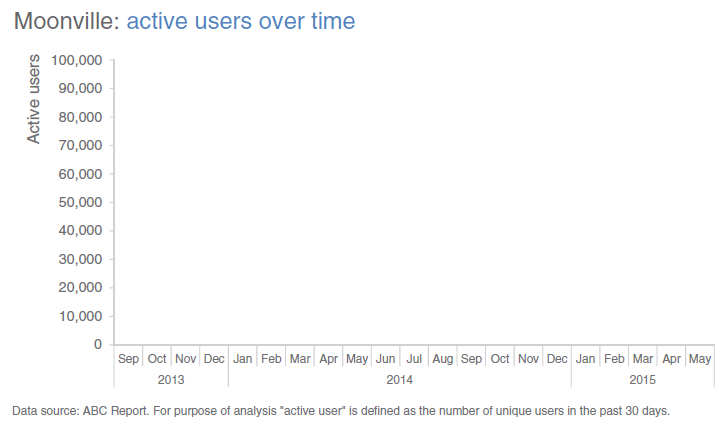 Moonville: active users over time
Active users
100,000
90,000
80,000
70,000
60,000
50,000
40,000
30,000
20,000
10,000
0
Sep Oct Nov Dec Jan Feb Mar Apr May Jun Jul Aug Sep Oct Nov Dec Jan Feb Mar Apr May
2013 2014 2015
Data source: ABC Report. For purpose of analysis "active user" is defined as the number of unique users in the past 30 days.